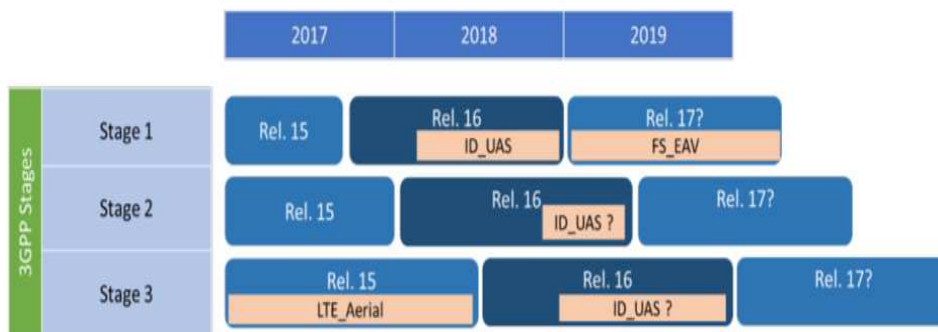 2017 2018 2019
3GPP Stages
Stage 1
Rel. 15
Rel. 16
ID_UAS
Rel. 17?
FS_EAV
Stage 2
Rel. 15
Rel. 16
ID_UAS ?
Rel. 17?
Stage 3
Rel. 15
LTE_Aerial
Rel. 16
ID_UAS ?
Rel. 17?